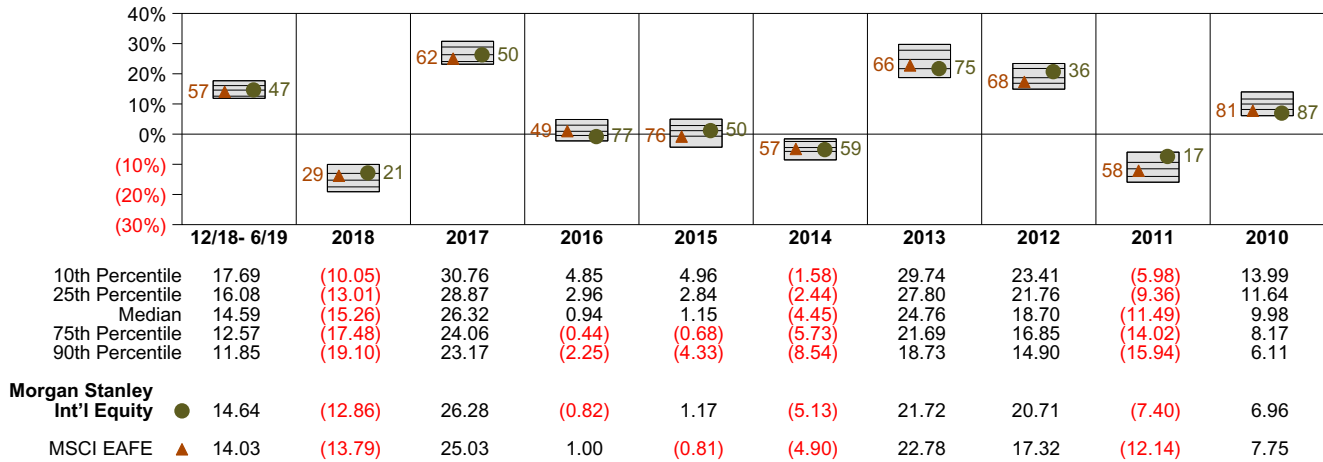 40%
30%
20%
10%
0%
(10%)
(20%)
(30%)
57 47
29 21
62 50
49 77
76 50
57 59
66 75
68 36
58 17
81 87
12/18- 6/19 2018 2017 2016 2015 2014 2013 2012 2011 2010
10th Percentile 17.69 (10.05) 30.76 4.85 4.96 (1.58) 29.74 23.41 (5.98) 13.99
25th Percentile 16.08 (13.01) 28.87 2.96 2.84 (2.44) 27.80 21.76 (9.36) 11.64
Median 14.59 (15.26) 26.32 0.94 1.15 (4.45) 24.76 18.70 (11.49) 9.98
75th Percentile 12.57 (17.48) 24.06 (0.44) (0.68) (5.73) 21.69 16.85 (14.02) 8.17
90th Percentile 11.85 (19.10) 23.17 (2.25) (4.33) (8.54) 18.73 14.90 (15.94) 6.11
Morgan Stanley
Int'l Equity 14.64 (12.86) 26.28 (0.82) 1.17 (5.13) 21.72 20.71 (7.40) 6.96
MSCI EAFE 14.03 (13.79) 25.03 1.00 (0.81) (4.90) 22.78 17.32 (12.14) 7.75